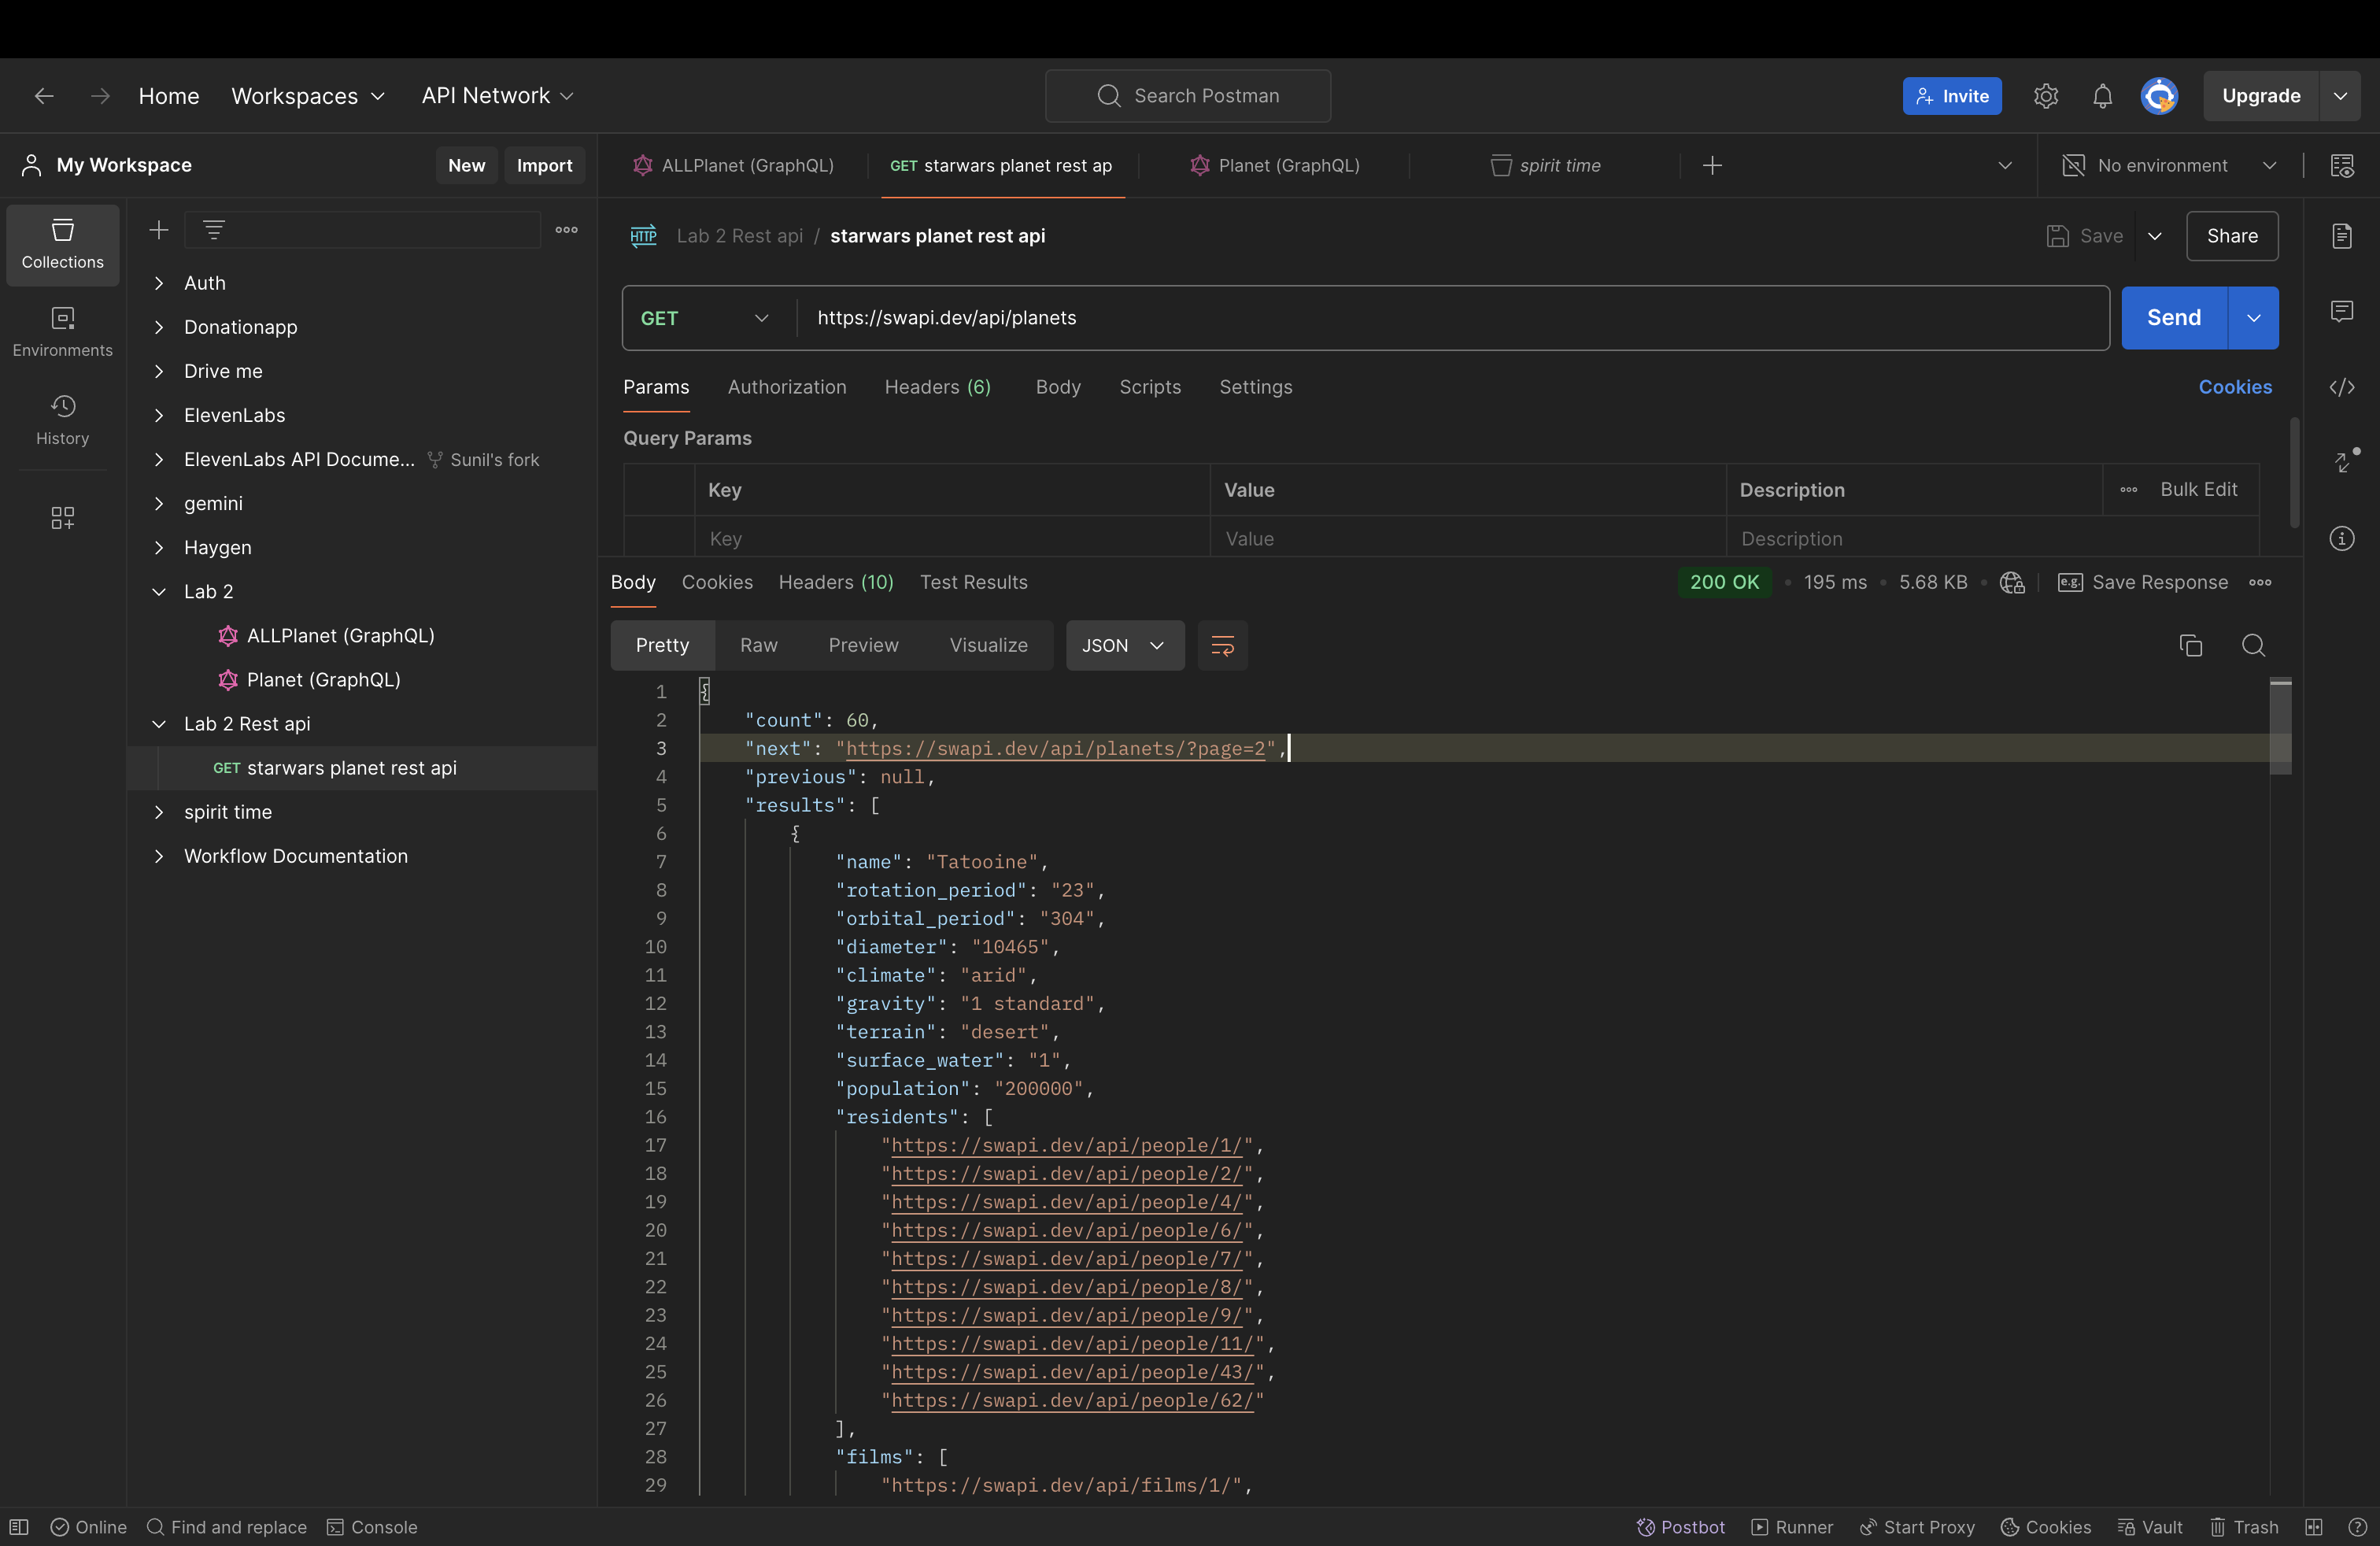 Home Workspaces API Network Search Postman Invite Upgrade
My Workspace New Import
ALLPlanet (GraphQL) GET starwars planet rest ap Planet (GraphQL) spirit time No environment
Collections
Environments
History
Auth
Donationapp
Drive me
ElevenLabs
ElevenLabs API Docume... Sunil's fork
gemini
Haygen
Lab 2
ALLPlanet (GraphQL)
Planet (GraphQL)
Lab 2 Rest api
GET starwars planet rest api
spirit time
Workflow Documentation
HTTP Lab 2 Rest api / starwars planet rest api Save Share
GET https://swapi.dev/api/planets Send
Params Authorization Headers (6) Body Scripts Settings Cookies
Query Params
Key Value Description Bulk Edit
Key Value Description
Body Cookies Headers (10) Test Results 200 OK 195 ms 5.68 KB e.g. Save Response
Pretty Raw Preview Visualize JSON
1 {
2 "count": 60,
3 "next": "https://swapi.dev/api/planets/?page=2",
4 "previous": null,
5 "results": [
6 {
7 "name": "Tatooine",
8 "rotation_period": "23",
9 "orbital_period": "304",
10 "diameter": "10465",
11 "climate": "arid",
12 "gravity": "1 standard",
13 "terrain": "desert",
14 "surface_water": "1",
15 "population": "200000",
16 "residents": [
17 "https://swapi.dev/api/people/1/",
18 "https://swapi.dev/api/people/2/",
19 "https://swapi.dev/api/people/4/",
20 "https://swapi.dev/api/people/6/",
21 "https://swapi.dev/api/people/7/",
22 "https://swapi.dev/api/people/8/",
23 "https://swapi.dev/api/people/9/",
24 "https://swapi.dev/api/people/11/",
25 "https://swapi.dev/api/people/43/",
26 "https://swapi.dev/api/people/62/"
27 ],
28 "films": [
29 "https://swapi.dev/api/films/1/",
Online Find and replace Console Postbot Runner Start Proxy Cookies Vault Trash